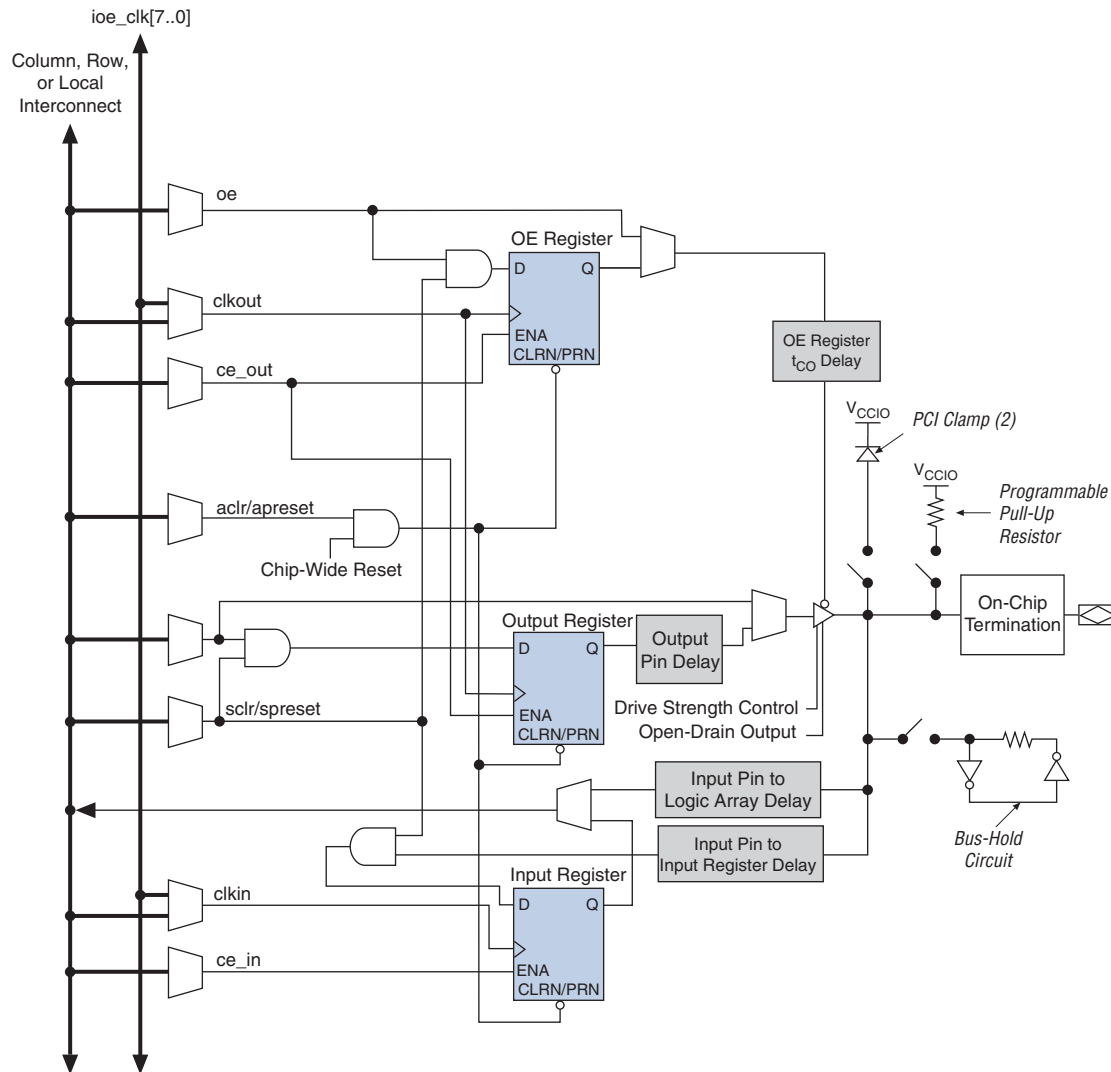 ioe_clk[7..0]
Column, Row,
or Local
Interconnect
oe
OE Register
D
Q
clkout
ENA
CLRN/PRN
OE Register
tCO Delay
ce_out
VCCIO
PCI Clamp (2)
VCCIO
Programmable
Pull-Up
Resistor
aclr/apreset
Chip-Wide Reset
On-Chip
Termination
Output Register
D
Q
Output
Pin Delay
sclr/spreset
ENA
CLRN/PRN
Drive Strength Control
Open-Drain Output
Input Pin to
Logic Array Delay
Input Pin to
Input Register Delay
Bus-Hold
Circuit
Input Register
clkin
D
Q
ce_in
ENA
CLRN/PRN